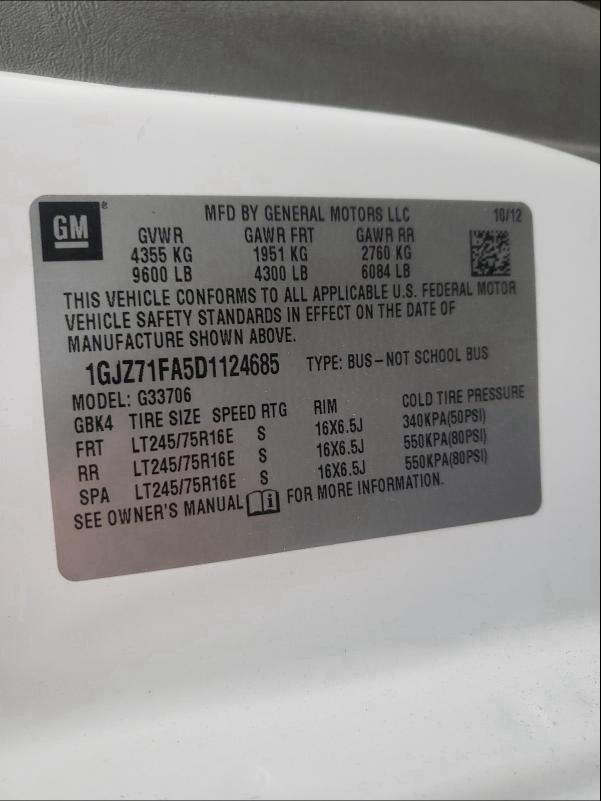 GM®
MFD BY GENERAL MOTORS LLC 10/12
GVWR GAWR FRT GAWR RR
4355 KG 1951 KG 2760 KG
9600 LB 4300 LB 6084 LB
THIS VEHICLE CONFORMS TO ALL APPLICABLE U.S. FEDERAL MOTOR
VEHICLE SAFETY STANDARDS IN EFFECT ON THE DATE OF
MANUFACTURE SHOWN ABOVE.
1GJZ71FA5D1124685 TYPE: BUS-NOT SCHOOL BUS
MODEL: G33706
GBK4 TIRE SIZE SPEED RTG RIM COLD TIRE PRESSURE
FRT LT245/75R16E S 16X6.5J 340KPA(50PSI)
RR LT245/75R16E S 16X6.5J 550KPA(80PSI)
SPA LT245/75R16E S 16X6.5J 550KPA(80PSI)
SEE OWNER'S MANUAL i FOR MORE INFORMATION.